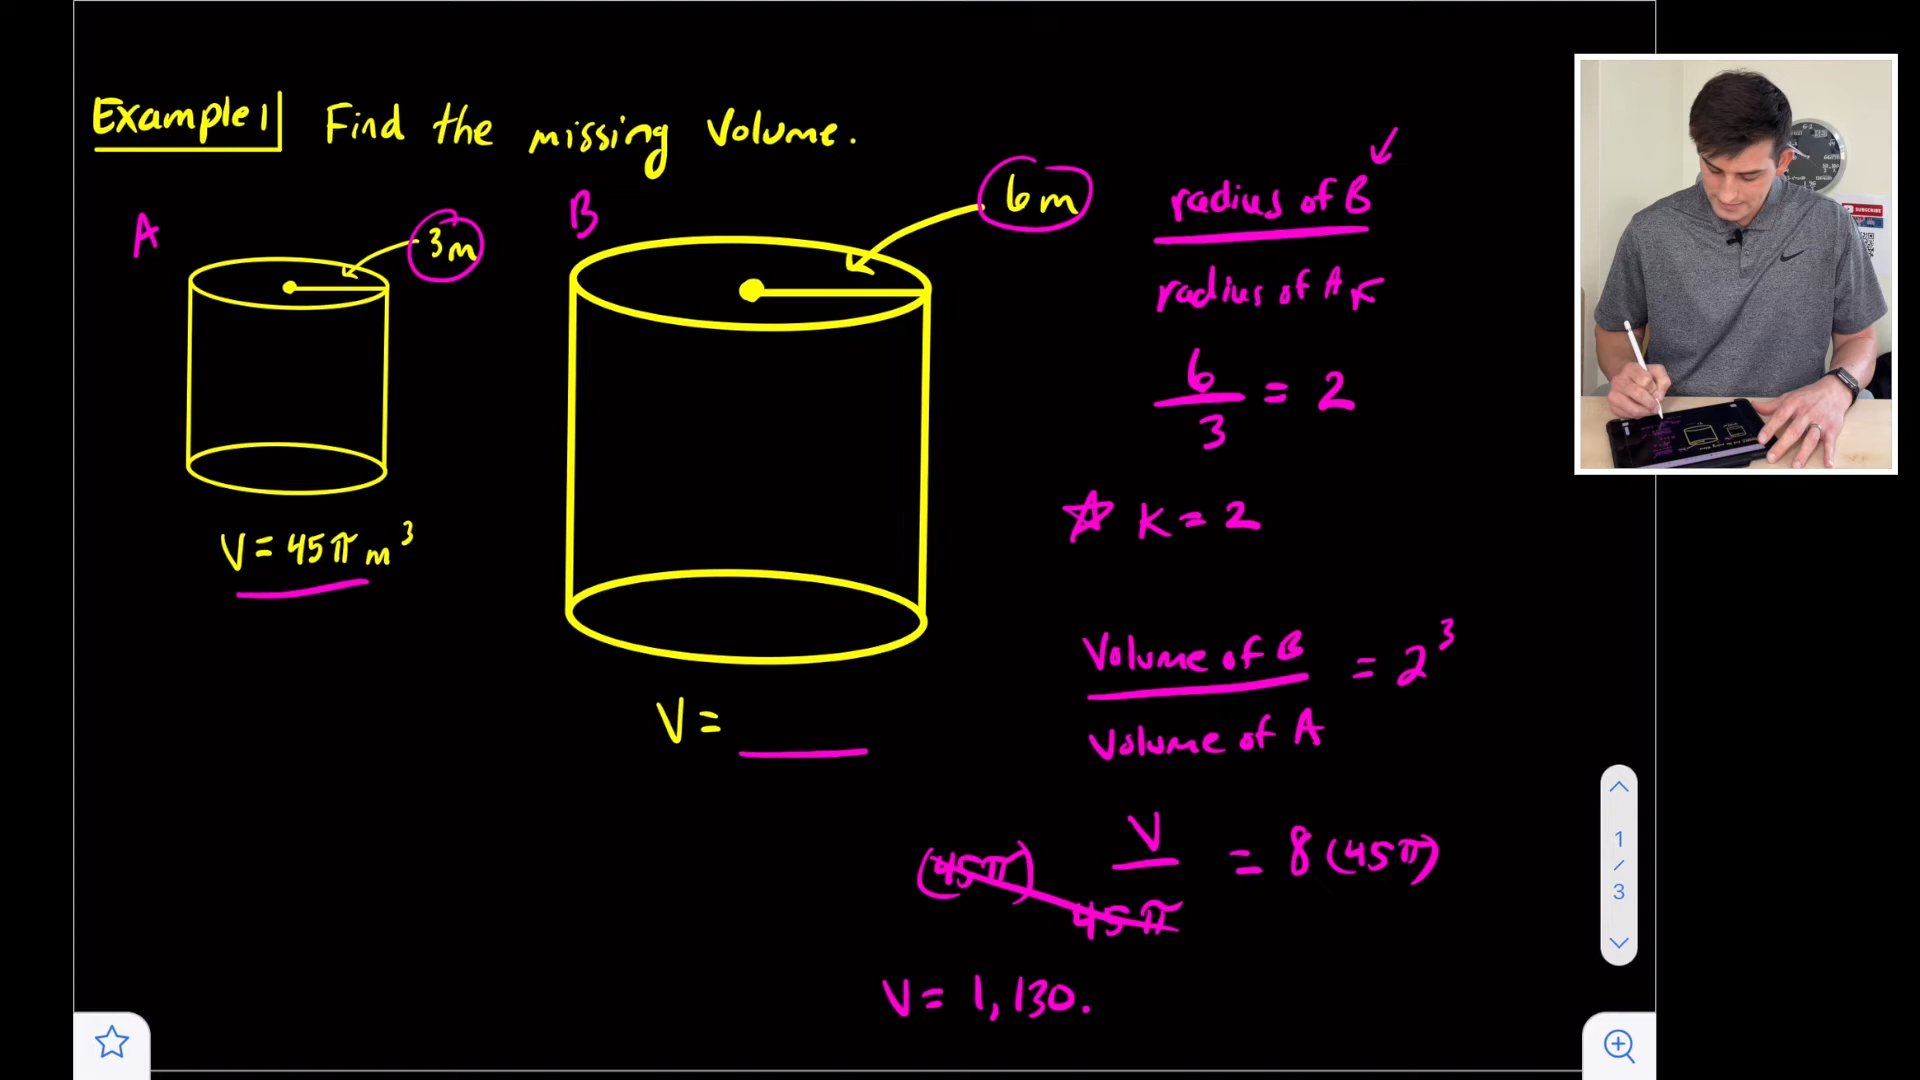 Example 1 Find the missing Volume.
A
3m
V = 45π m³
B
6m
V =
radius of B
radius of A
6
3
= 2
☆ K = 2
Volume of B
Volume of A
= 2³
(45π)
V
45π
= 8(45π)
V = 1,130.
1
/
3
SUBSCRIBE